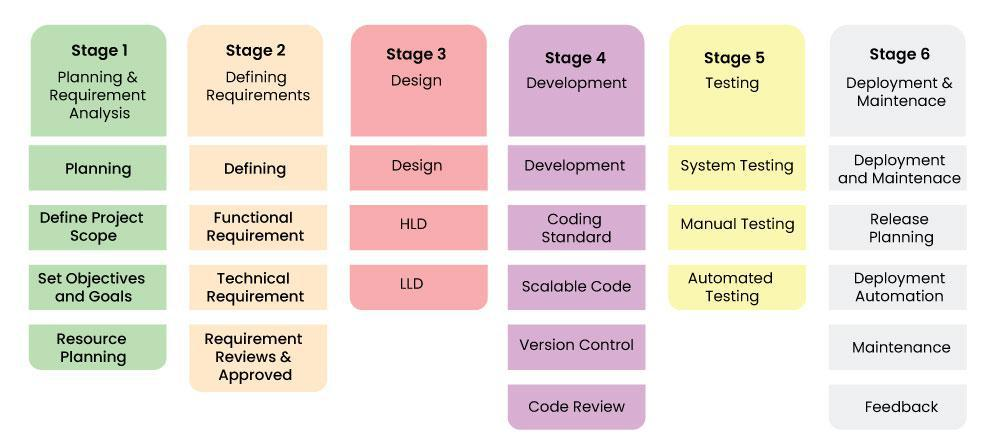 Stage 1
Planning &
Requirement
Analysis
Planning
Define Project
Scope
Set Objectives
and Goals
Resource
Planning
Stage 2
Defining
Requirements
Defining
Functional
Requirement
Technical
Requirement
Requirement
Reviews &
Approved
Stage 3
Design
Design
HLD
LLD
Stage 4
Development
Development
Coding
Standard
Scalable Code
Version Control
Code Review
Stage 5
Testing
System Testing
Manual Testing
Automated
Testing
Stage 6
Deployment &
Maintenace
Deployment
and Maintenace
Release
Planning
Deployment
Automation
Maintenance
Feedback